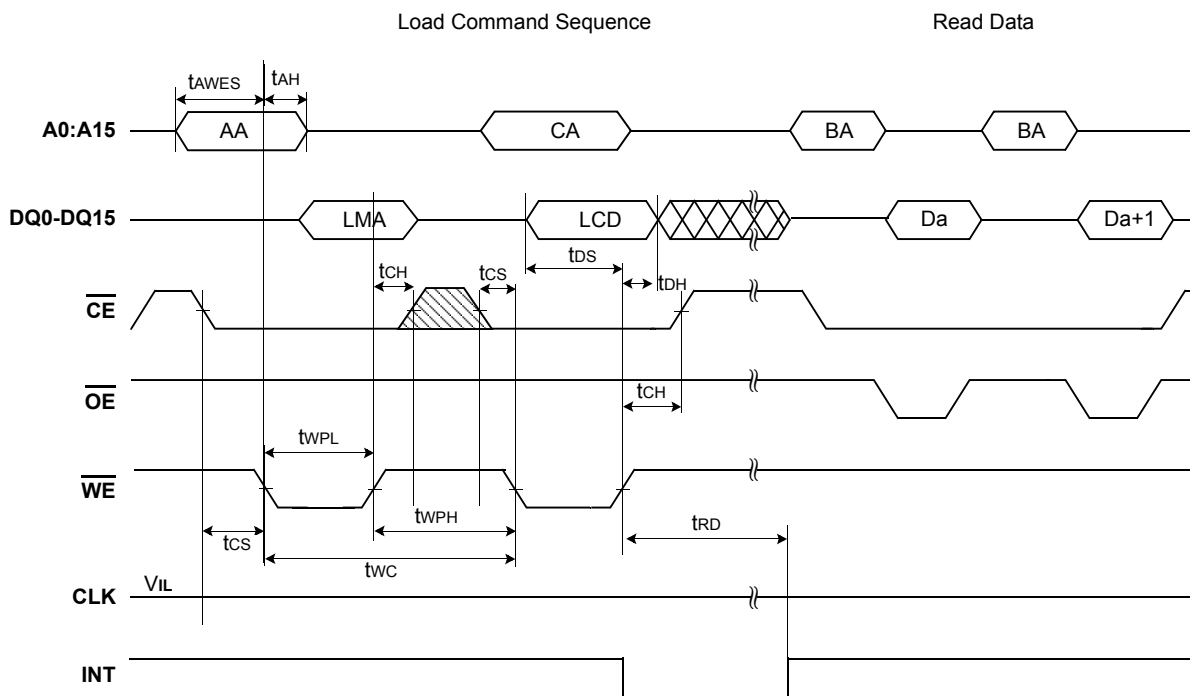 Load Command Sequence Read Data
tAWES tAH
A0:A15 AA CA BA BA
DQ0-DQ15 LMA LCD Da Da+1
tCH tCS tDS tDH
CE
OE tCH
tWPL
WE
tWPH
tCS tRD
tWC
CLK VIL
INT